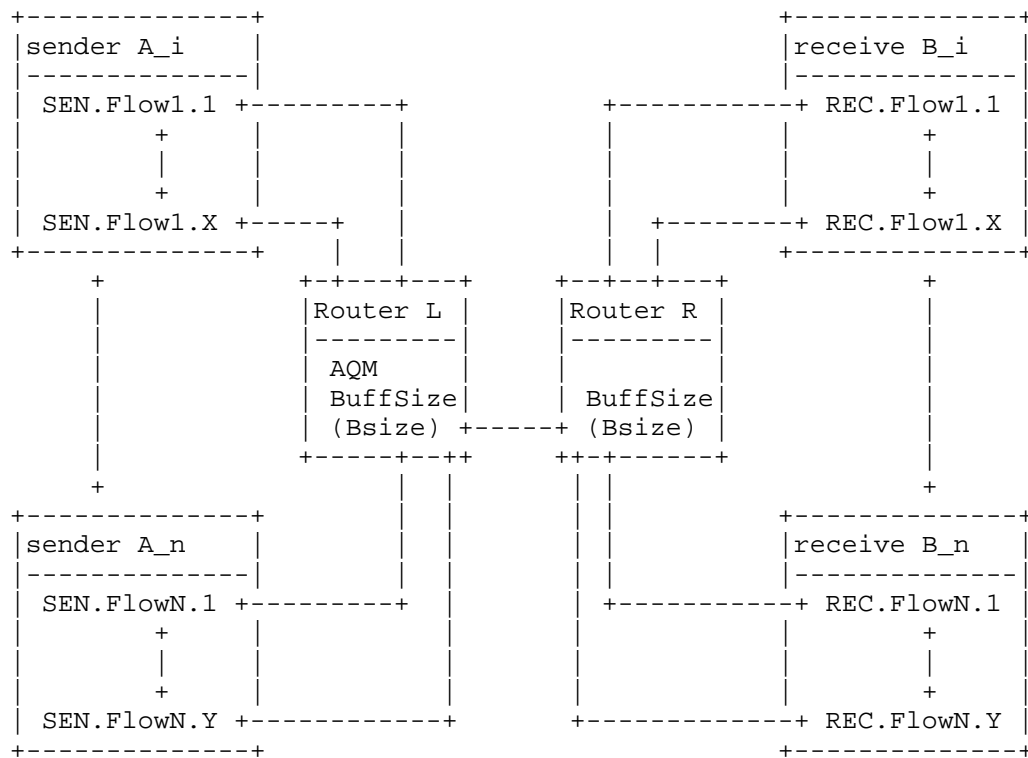 +--------------+                                +--------------+
|sender A_i    |                                |receive B_i   |
|--------------|                                |--------------|
| SEN.Flow1.1 +---------+            +-----------+ REC.Flow1.1 |
|        +     |        |            |          |        +     |
|        |     |        |            |          |        |     |
|        +     |        |            |          |        +     |
| SEN.Flow1.X +-----+   |            |  +--------+ REC.Flow1.X |
+--------------+    |   |            |  |       +--------------+
     +            +-+---+---+     +--+--+---+            +
     |            |Router L |     |Router R |            |
     |            |---------|     |---------|            |
     |            | AQM     |     |         |            |
     |            | BuffSize|     | BuffSize|            |
     |            | (Bsize) +-----+ (Bsize) |            |
     |            +-----+--++     ++-+------+            |
     +                  |  |       | |                   +
+--------------+        |  |       | |          +--------------+
|sender A_n    |        |  |       | |          |receive B_n   |
|--------------|        |  |       | |          |--------------|
| SEN.FlowN.1 +---------+  |       | +-----------+ REC.FlowN.1 |
|        +     |           |       |            |        +     |
|        |     |           |       |            |        |     |
|        +     |           |       |            |        +     |
| SEN.FlowN.Y +------------+       +-------------+ REC.FlowN.Y |
+--------------+                                +--------------+